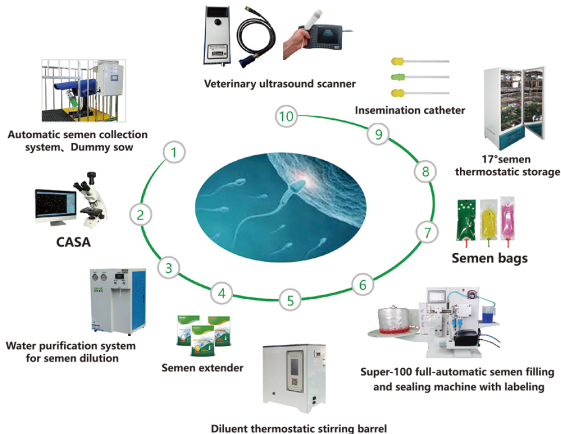 Veterinary ultrasound scanner
Insemination catheter
Automatic semen collection
system、Dummy sow
17°semen
thermostatic storage
CASA
Semen bags
Water purification system
for semen dilution
Semen extender
Super-100 full-automatic semen filling
and sealing machine with labeling
Diluent thermostatic stirring barrel
1
2
3
4
5
6
7
8
9
10